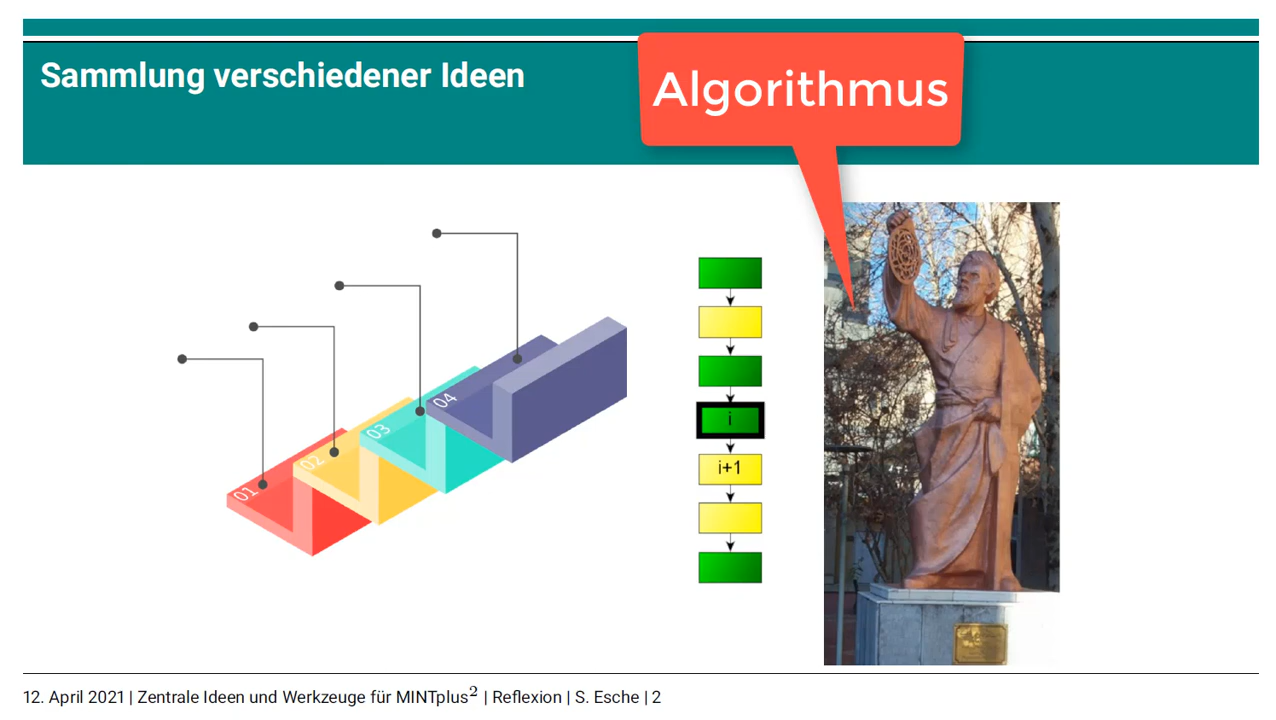 Sammlung verschiedener Ideen
Algorithmus
01
02
03
04
i
i+1
12. April 2021 | Zentrale Ideen und Werkzeuge für MINTplus² | Reflexion | S. Esche | 2